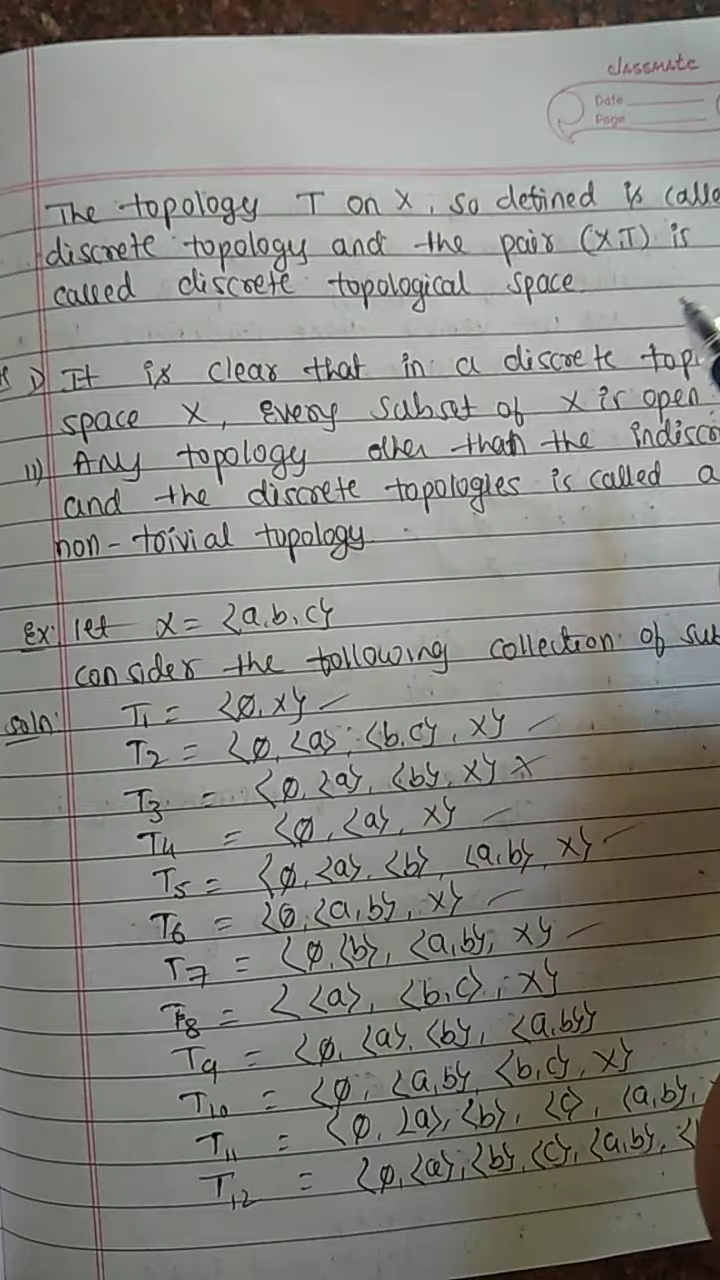 classmate
Date
Page
The topology T on X, so defined is calle
discrete topology and the pair (X,T) is
called discrete topological space.
I) It is clear that in a discrete top
space X, every subset of X is open
II) Any topology other than the indiscr
and the discrete topologies is called a
non-trivial topology
Ex: let X = {a,b,c}
consider the following collection of sub
Soln: T₁ = {∅, X} ✓
T₂ = {∅, {a}, {b,c}, X} ✓
T₃ = {∅, {a}, {b}, X} ×
T₄ = {∅, {a}, X} ✓
T₅ = {∅, {a}, {b}, {a,b}, X} ✓
T₆ = {∅, {a,b}, X} ✓
T₇ = {∅, {b}, {a,b}, X} ✓
T₈ = {{a}, {b,c}, X}
T₉ = {∅, {a}, {b}, {a,b}}
T₁₀ = {∅, {a,b}, {b,c}, X}
T₁₁ = {∅, {a}, {b}, {c}, {a,b},
T₁₂ = {∅, {a}, {b}, {c}, {a,b}, {